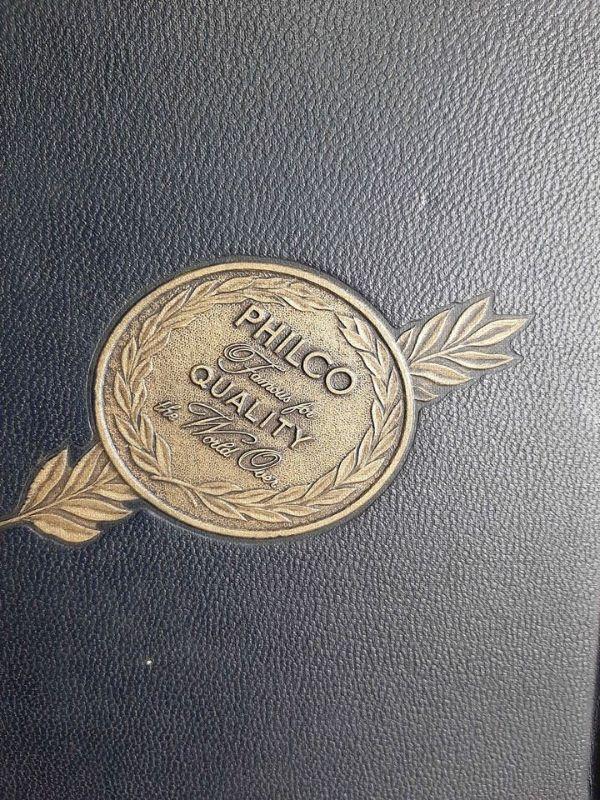 PHILCO
Famous for
QUALITY
the World Over